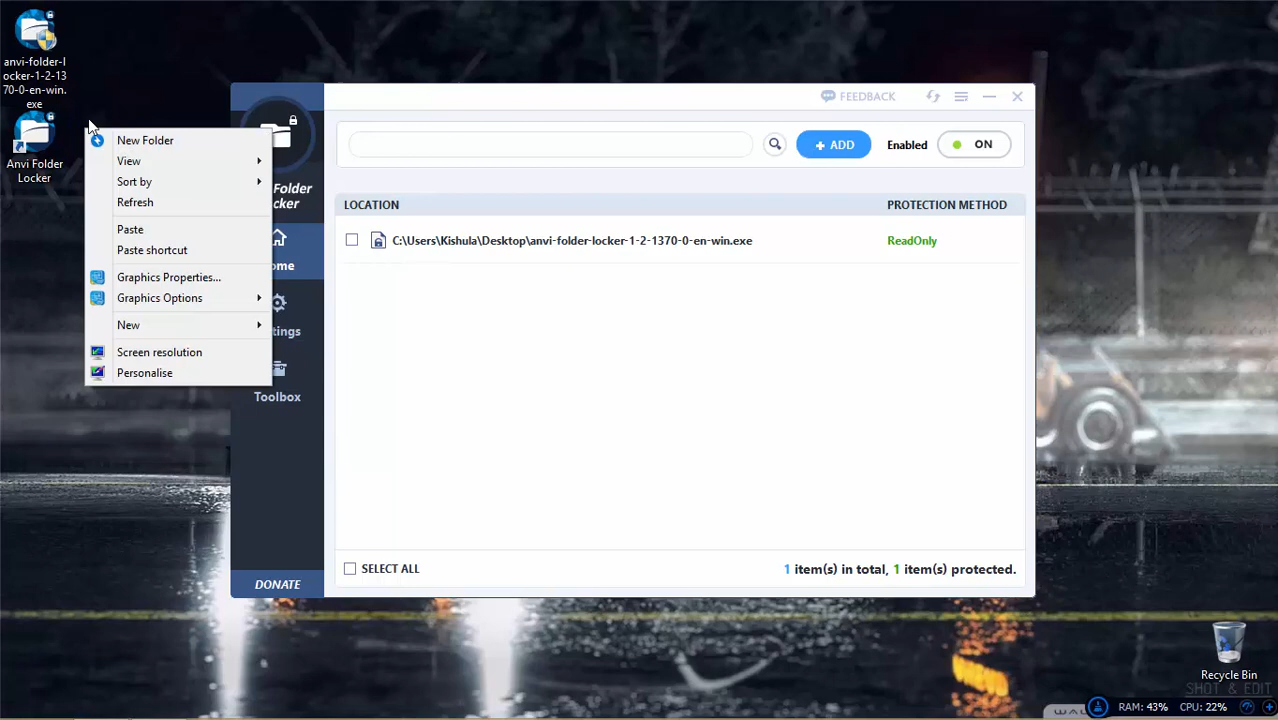 anvi-folder-l
ocker-1-2-13
70-0-en-win.
exe
Anvi Folder
Locker
New Folder
View
Sort by
Refresh
Paste
Paste shortcut
Graphics Properties...
Graphics Options
New
Screen resolution
Personalise
FEEDBACK
+ ADD
Enabled
ON
Folder
cker
LOCATION
PROTECTION METHOD
C:\Users\Kishula\Desktop\anvi-folder-locker-1-2-1370-0-en-win.exe
ReadOnly
ome
tings
Toolbox
DONATE
SELECT ALL
1 item(s) in total, 1 item(s) protected.
Recycle Bin
SHOT & EDIT
RAM: 43%
CPU: 22%